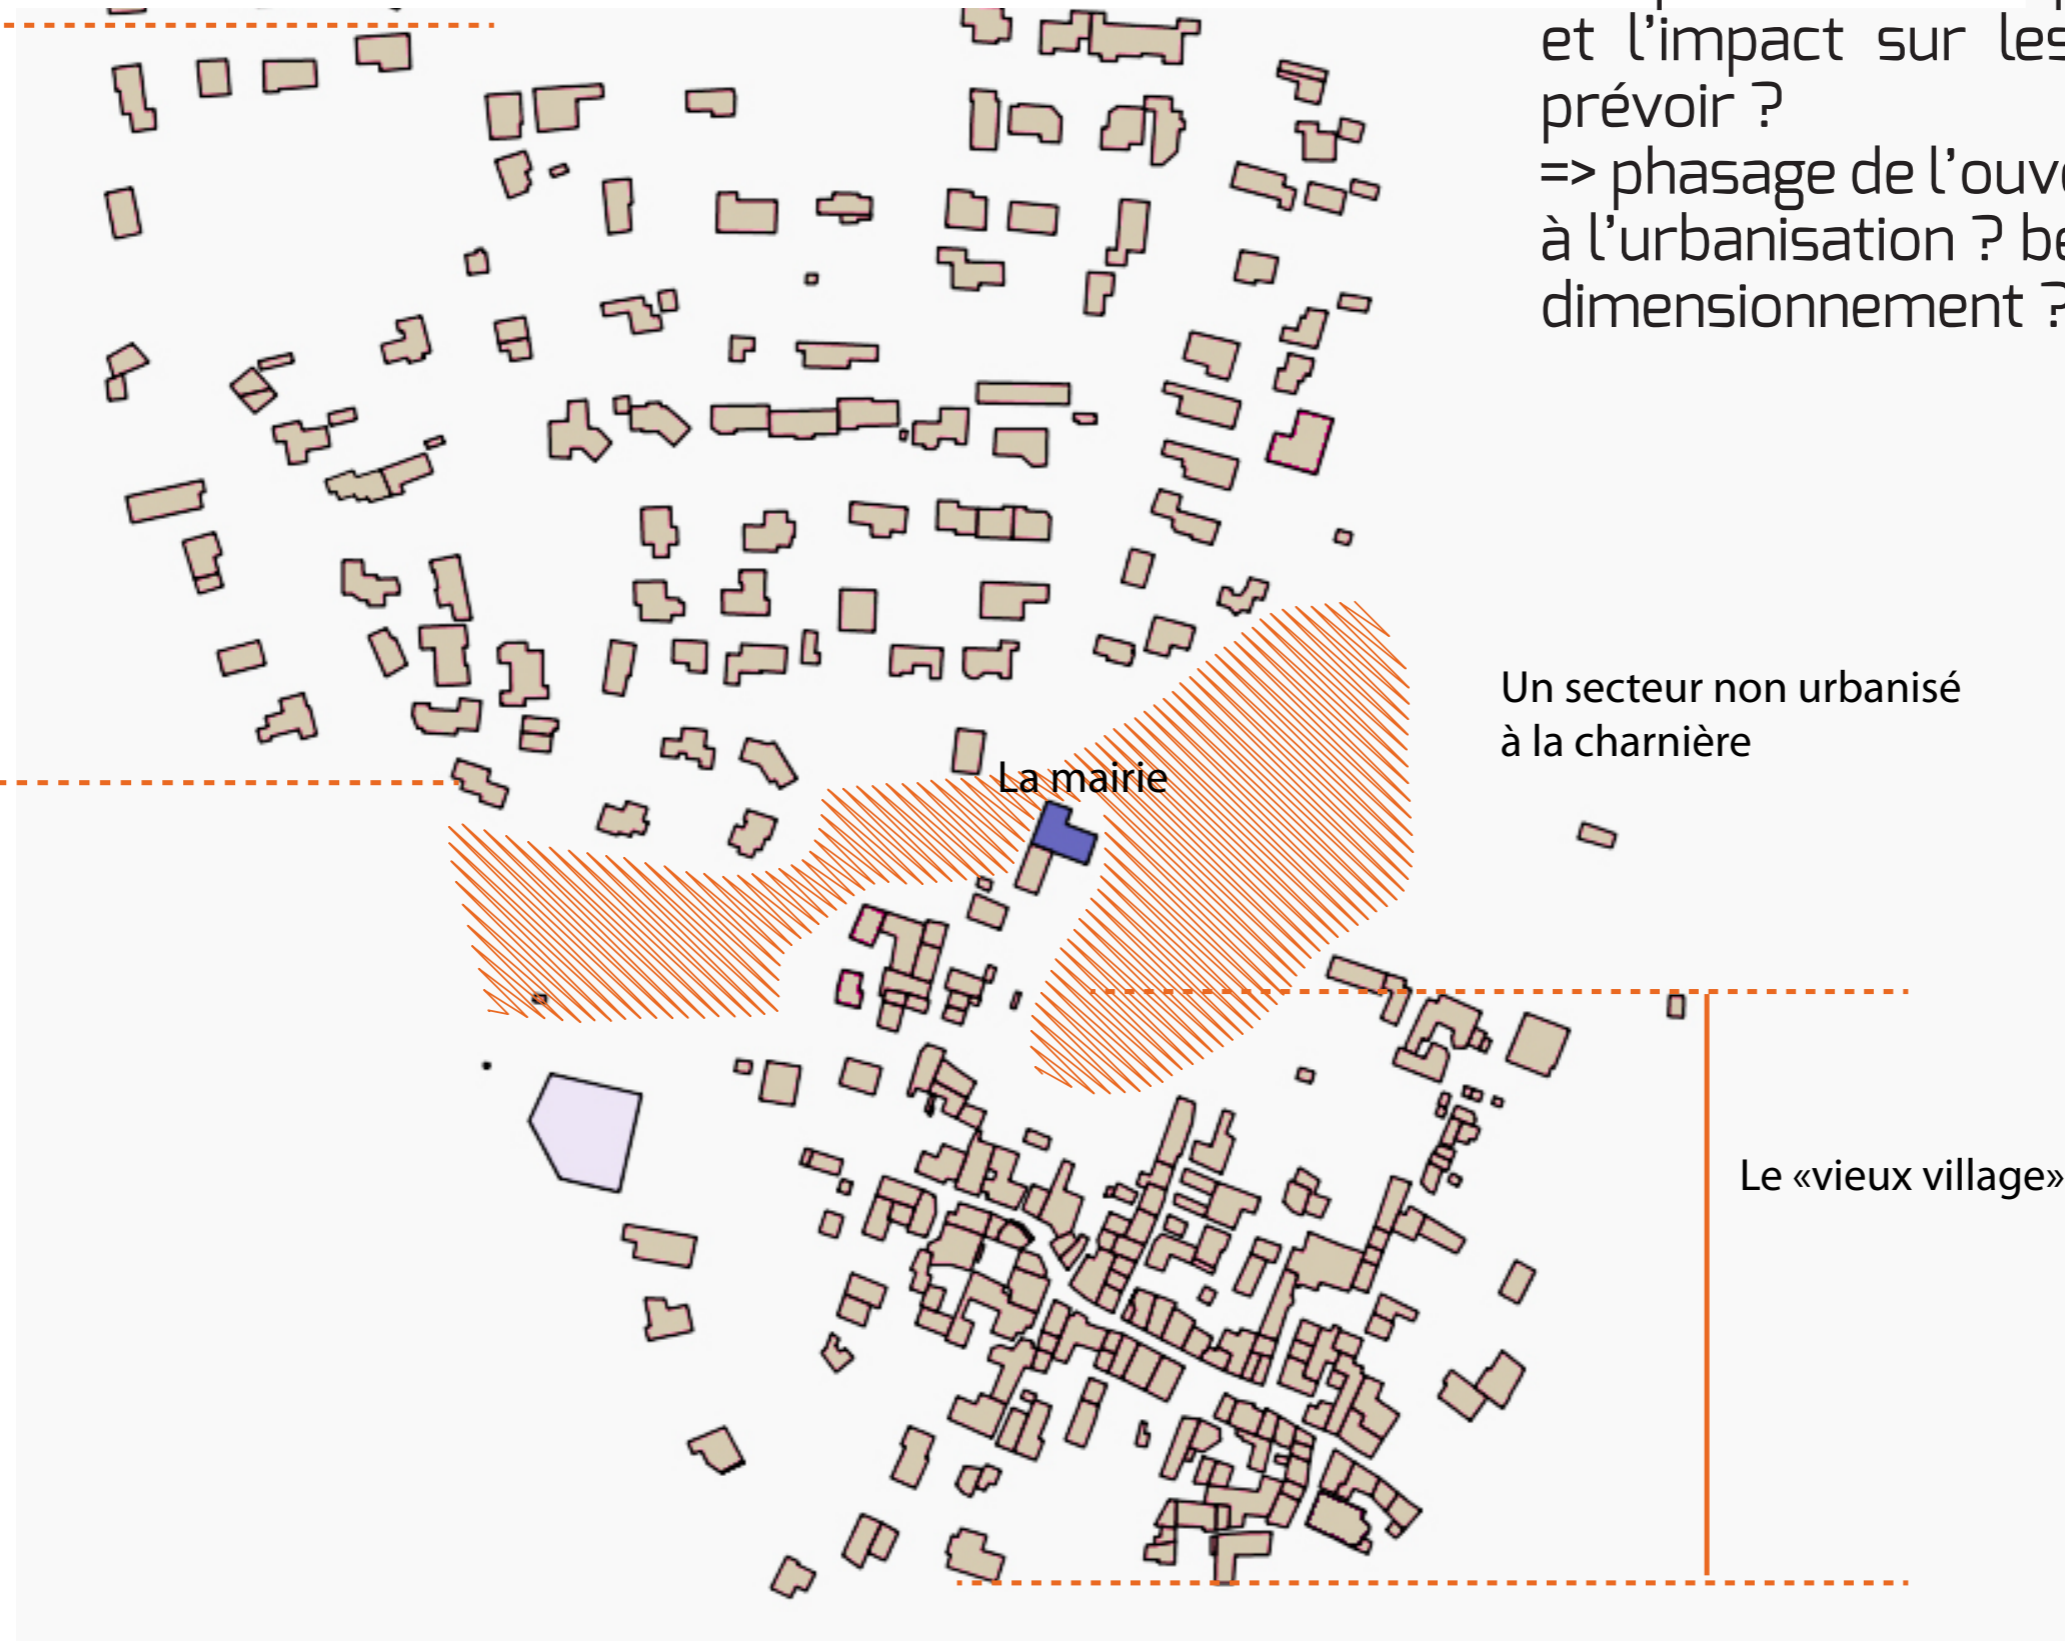 et l'impact sur les
prévoir ?
=> phasage de l'ouv
à l'urbanisation ? be
dimensionnement ?
Un secteur non urbanisé
à la charnière
La mairie
Le «vieux village»